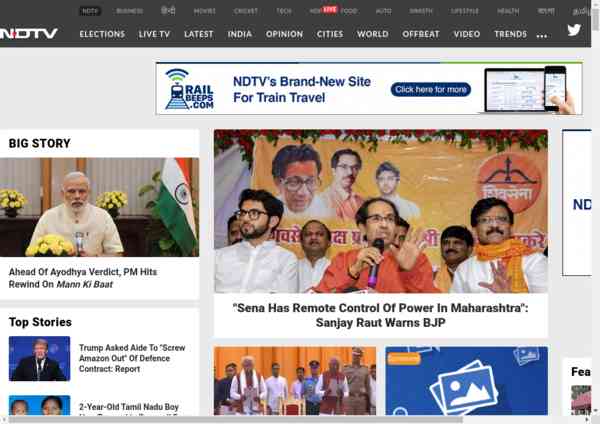 NDTV BUSINESS हिन्दी MOVIES CRICKET TECH LIVE FOOD AUTO SWASTH LIFESTYLE HEALTH বাংলা
NDTV ELECTIONS LIVE TV LATEST INDIA OPINION CITIES WORLD OFFBEAT VIDEO TRENDS
RAIL
BEEPS
.COM
NDTV's Brand-New Site
For Train Travel
Click here for more
BIG STORY
Ahead Of Ayodhya Verdict, PM Hits
Rewind On Mann Ki Baat
शिवसेना
"Sena Has Remote Control Of Power In Maharashtra":
Sanjay Raut Warns BJP
Top Stories
Trump Asked Aide To "Screw
Amazon Out" Of Defence
Contract: Report
2-Year-Old Tamil Nadu Boy
ND
Fea